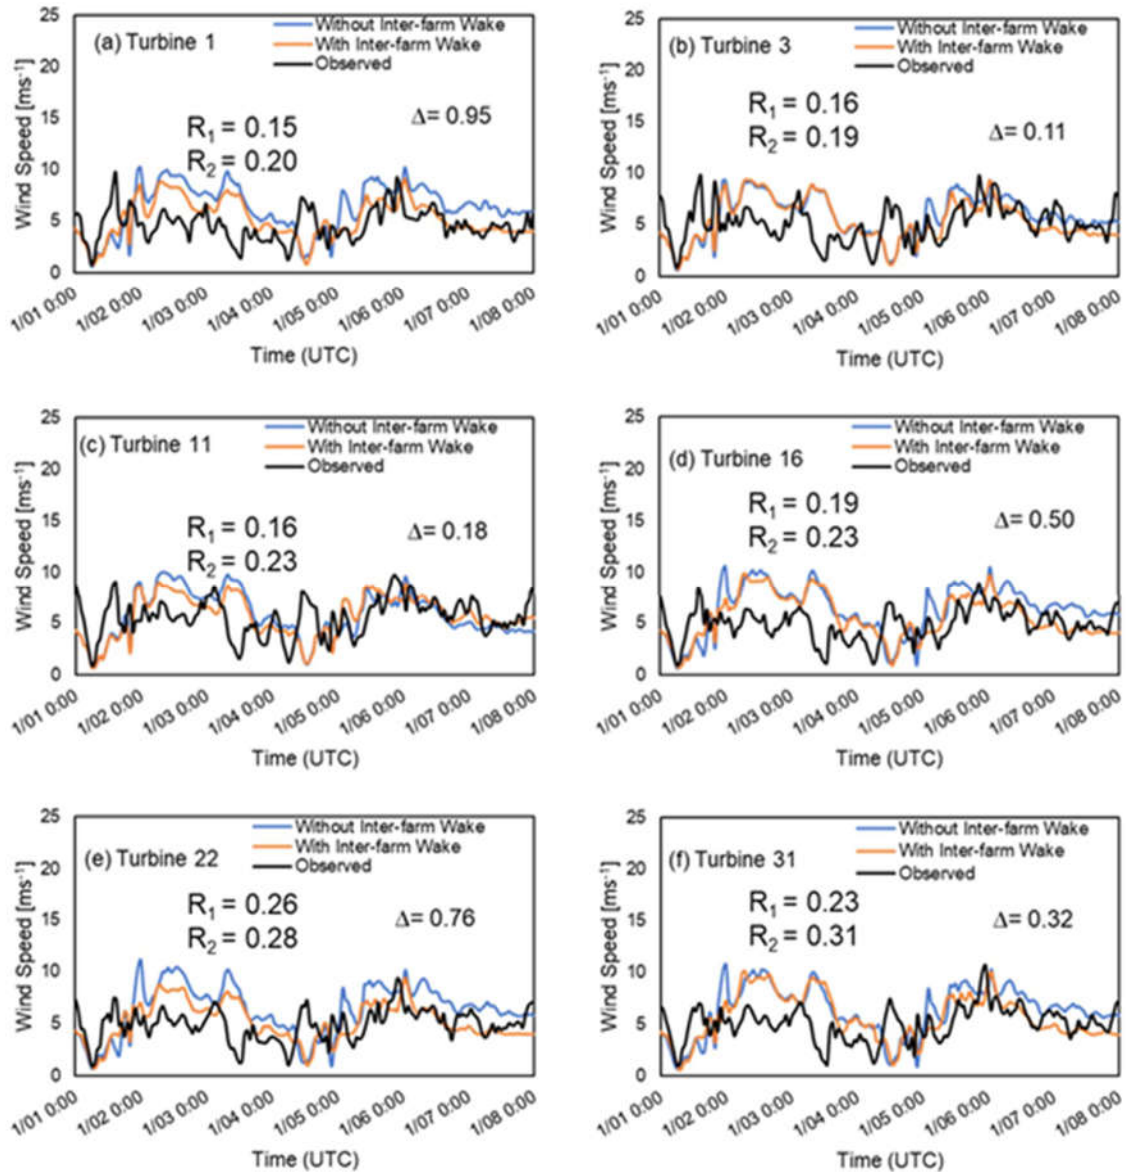 (a) Turbine 1
Without Inter-farm Wake
With Inter-farm Wake
Observed
R₁ = 0.15
R₂ = 0.20
Δ= 0.95
Wind Speed [ms⁻¹]
25
20
15
10
5
0
1/01 0:00
1/02 0:00
1/03 0:00
1/04 0:00
1/05 0:00
1/06 0:00
1/07 0:00
1/08 0:00
Time (UTC)
(b) Turbine 3
Without Inter-farm Wake
With Inter-farm Wake
Observed
R₁ = 0.16
R₂ = 0.19
Δ= 0.11
Wind Speed [ms⁻¹]
25
20
15
10
5
0
1/01 0:00
1/02 0:00
1/03 0:00
1/04 0:00
1/05 0:00
1/06 0:00
1/07 0:00
1/08 0:00
Time (UTC)
(c) Turbine 11
Without Inter-farm Wake
With Inter-farm Wake
Observed
R₁ = 0.16
R₂ = 0.23
Δ= 0.18
Wind Speed [ms⁻¹]
25
20
15
10
5
0
1/01 0:00
1/02 0:00
1/03 0:00
1/04 0:00
1/05 0:00
1/06 0:00
1/07 0:00
1/08 0:00
Time (UTC)
(d) Turbine 16
Without Inter-farm Wake
With Inter-farm Wake
Observed
R₁ = 0.19
R₂ = 0.23
Δ= 0.50
Wind Speed [ms⁻¹]
25
20
15
10
5
0
1/01 0:00
1/02 0:00
1/03 0:00
1/04 0:00
1/05 0:00
1/06 0:00
1/07 0:00
1/08 0:00
Time (UTC)
(e) Turbine 22
Without Inter-farm Wake
With Inter-farm Wake
Observed
R₁ = 0.26
R₂ = 0.28
Δ= 0.76
Wind Speed [ms⁻¹]
25
20
15
10
5
0
1/01 0:00
1/02 0:00
1/03 0:00
1/04 0:00
1/05 0:00
1/06 0:00
1/07 0:00
1/08 0:00
Time (UTC)
(f) Turbine 31
Without Inter-farm Wake
With Inter-farm Wake
Observed
R₁ = 0.23
R₂ = 0.31
Δ= 0.32
Wind Speed [ms⁻¹]
25
20
15
10
5
0
1/01 0:00
1/02 0:00
1/03 0:00
1/04 0:00
1/05 0:00
1/06 0:00
1/07 0:00
1/08 0:00
Time (UTC)